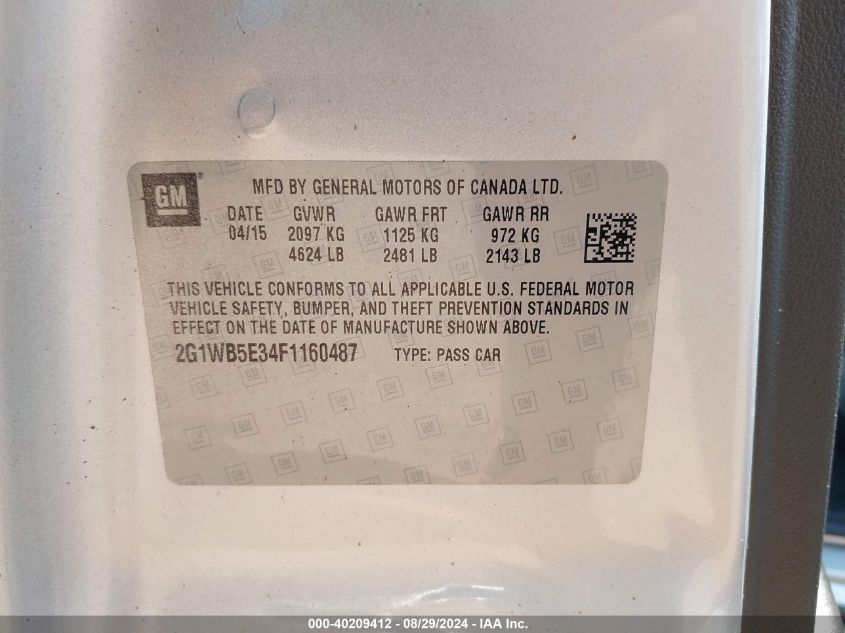 GM®
MFD BY GENERAL MOTORS OF CANADA LTD.
DATE GVWR GAWR FRT GAWR RR
04/15 2097 KG 1125 KG 972 KG
4624 LB 2481 LB 2143 LB
THIS VEHICLE CONFORMS TO ALL APPLICABLE U.S. FEDERAL MOTOR
VEHICLE SAFETY, BUMPER, AND THEFT PREVENTION STANDARDS IN
EFFECT ON THE DATE OF MANUFACTURE SHOWN ABOVE.
2G1WB5E34F1160487 TYPE: PASS CAR
000-40209412 - 08/29/2024 - IAA Inc.